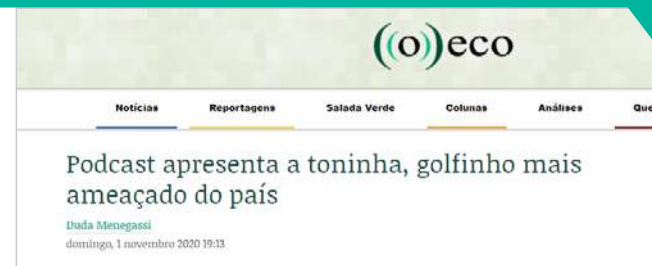 ((o))eco
Notícias Reportagens Salada Verde Colunas Análises Que
Podcast apresenta a toninha, golfinho mais
ameaçado do país
Duda Menegassi
domingo, 1 novembro 2020 19:13